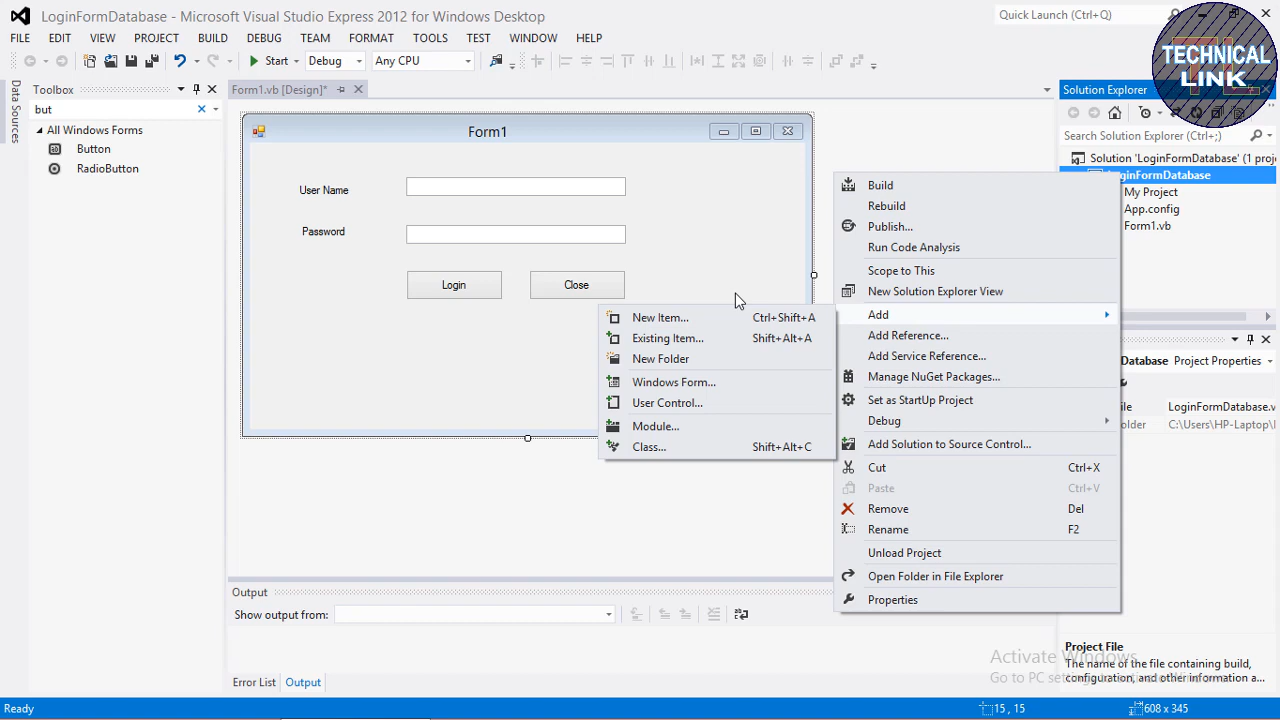 LoginFormDatabase - Microsoft Visual Studio Express 2012 for Windows Desktop
Quick Launch (Ctrl+Q)
FILE EDIT VIEW PROJECT BUILD DEBUG TEAM FORMAT TOOLS TEST WINDOW HELP
Start Debug Any CPU
TECHNICAL
LINK
Data Sources
Toolbox
but
All Windows Forms
Button
RadioButton
Form1.vb [Design]*
Form1
User Name
Password
Login Close
New Item... Ctrl+Shift+A
Existing Item... Shift+Alt+A
New Folder
Windows Form...
User Control...
Module...
Class... Shift+Alt+C
Build
Rebuild
Publish...
Run Code Analysis
Scope to This
New Solution Explorer View
Add
Add Reference...
Add Service Reference...
Manage NuGet Packages...
Set as StartUp Project
Debug
Add Solution to Source Control...
Cut Ctrl+X
Paste Ctrl+V
Remove Del
Rename F2
Unload Project
Open Folder in File Explorer
Properties
Solution Explorer
Search Solution Explorer (Ctrl+;)
Solution 'LoginFormDatabase' (1 proj
oginFormDatabase
My Project
App.config
Form1.vb
Database Project Properties
ile LoginFormDatabase.v
older C:\Users\HP-Laptop\
Project File
The name of the file containing build,
configuration, and other information a...
Activate Windows
Go to PC
Output
Show output from:
Error List Output
Ready
15 , 15
608 x 345